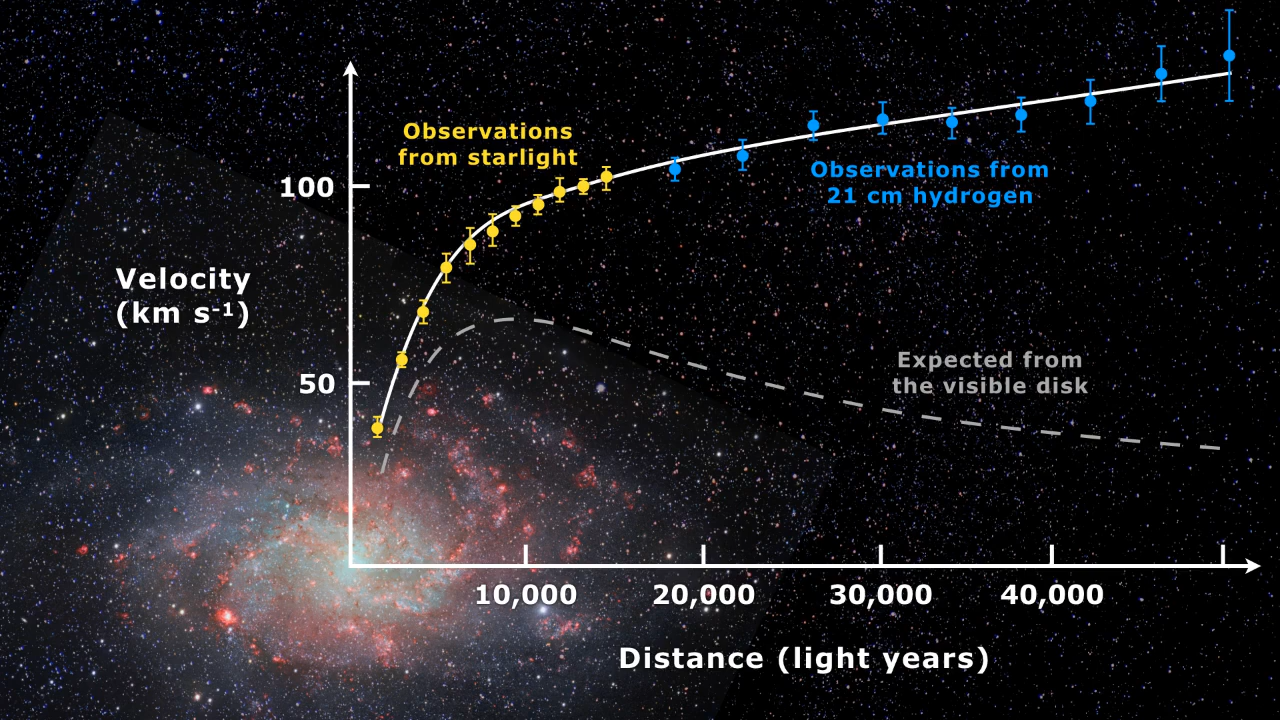 Observations
from starlight
100
Observations from
21 cm hydrogen
Velocity
(km s⁻¹)
Expected from
the visible disk
50
10,000
20,000
30,000
40,000
Distance (light years)